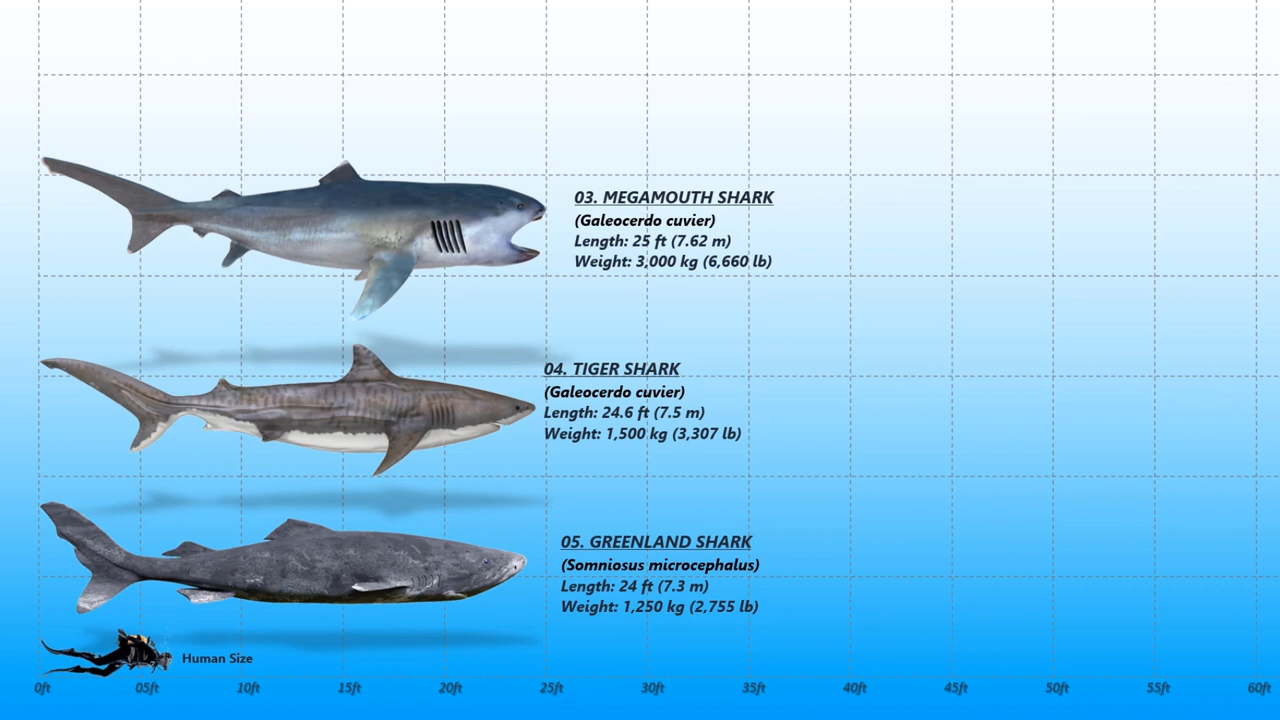 03. MEGAMOUTH SHARK
(Galeocerdo cuvier)
Length: 25 ft (7.62 m)
Weight: 3,000 kg (6,660 lb)
04. TIGER SHARK
(Galeocerdo cuvier)
Length: 24.6 ft (7.5 m)
Weight: 1,500 kg (3,307 lb)
05. GREENLAND SHARK
(Somniosus microcephalus)
Length: 24 ft (7.3 m)
Weight: 1,250 kg (2,755 lb)
Human Size
0ft 05ft 10ft 15ft 20ft 25ft 30ft 35ft 40ft 45ft 50ft 55ft 60ft